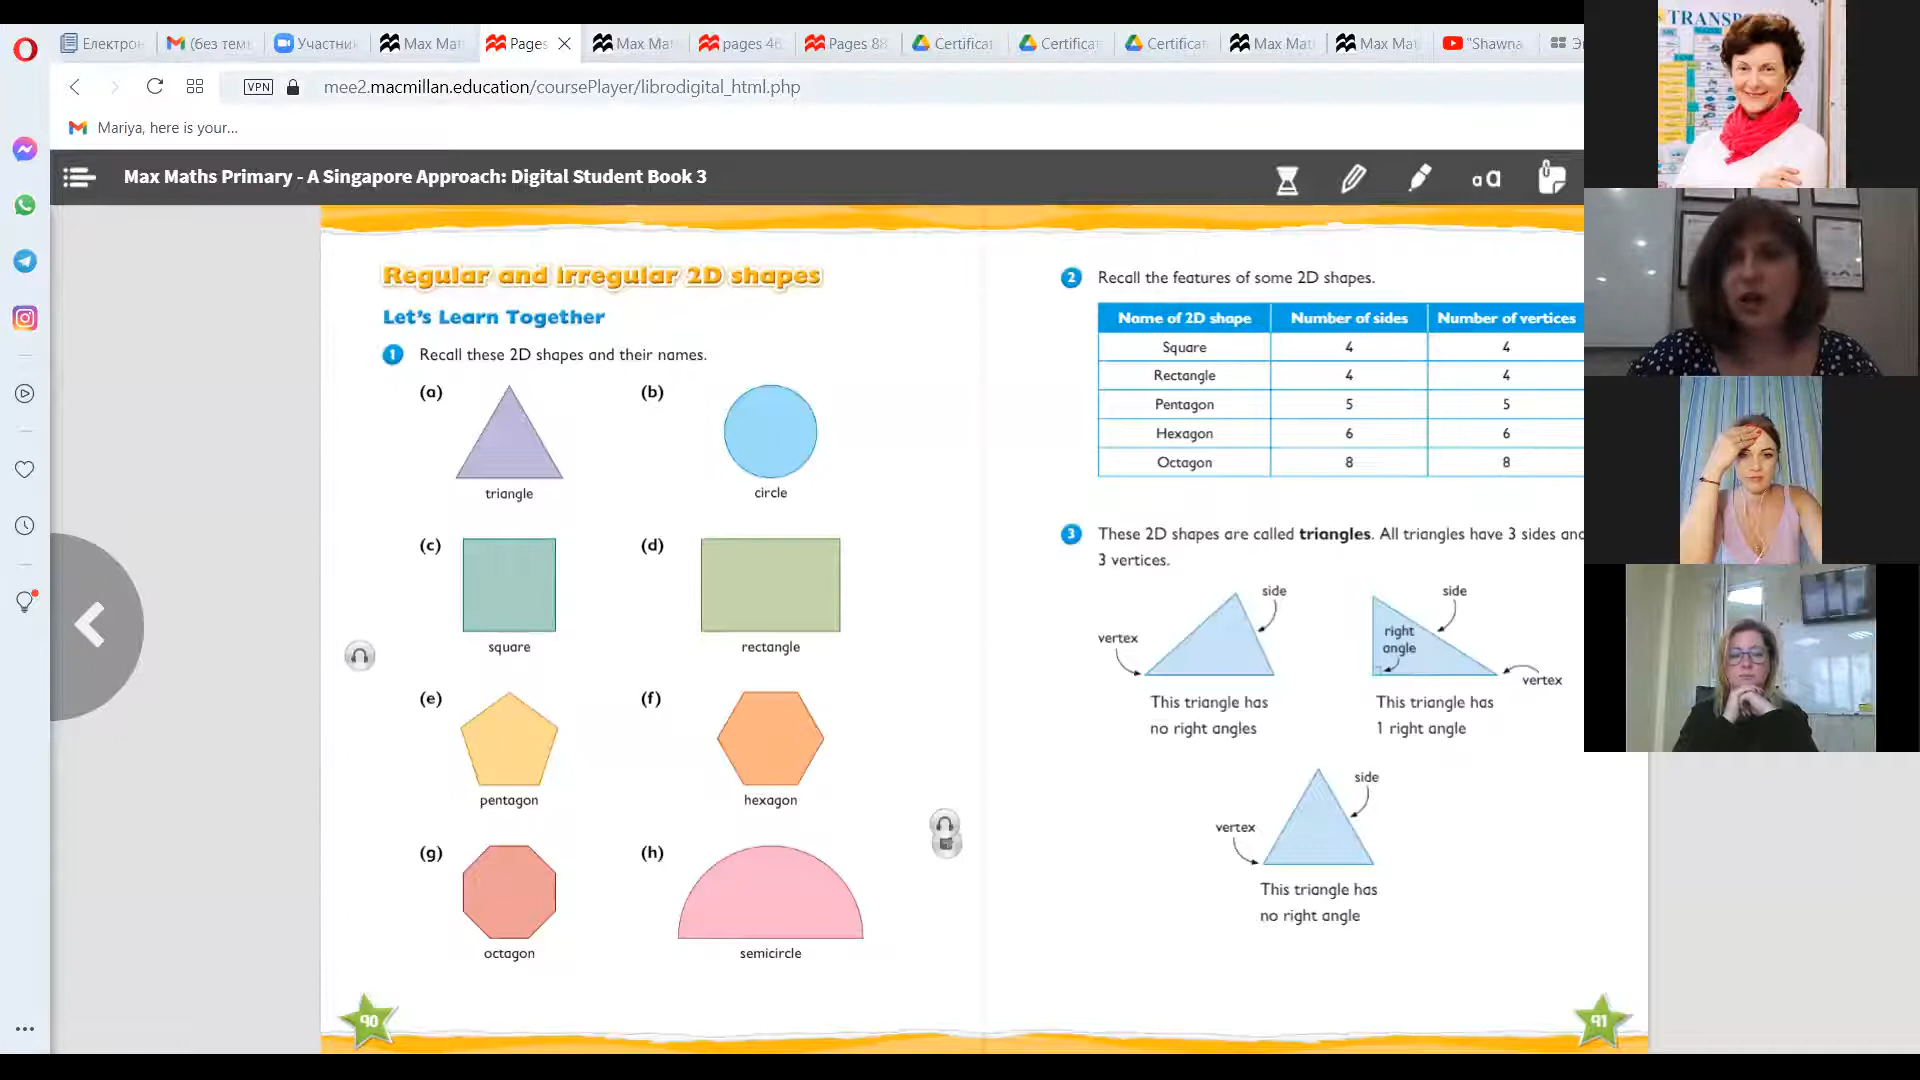 Електрон
(без тем
Участни
Max Mat
Pages
Max Mat
pages 46
Pages 88
Certificat
Certificat
Certificat
Max Mat
Max Mat
"Shawna
VPN
mee2.macmillan.education/coursePlayer/librodigital_html.php
Mariya, here is your...
Max Maths Primary - A Singapore Approach: Digital Student Book 3
a a
TRANSP
Regular and irregular 2D shapes
Let's Learn Together
1 Recall these 2D shapes and their names.
(a)
triangle
(b)
circle
(c)
square
(d)
rectangle
(e)
pentagon
(f)
hexagon
(g)
octagon
(h)
semicircle
90
2 Recall the features of some 2D shapes.
Name of 2D shape Number of sides Number of vertices
Square 4 4
Rectangle 4 4
Pentagon 5 5
Hexagon 6 6
Octagon 8 8
3 These 2D shapes are called triangles. All triangles have 3 sides and
3 vertices.
side
vertex
This triangle has
no right angles
side
right
angle
vertex
This triangle has
1 right angle
side
vertex
This triangle has
no right angle
91